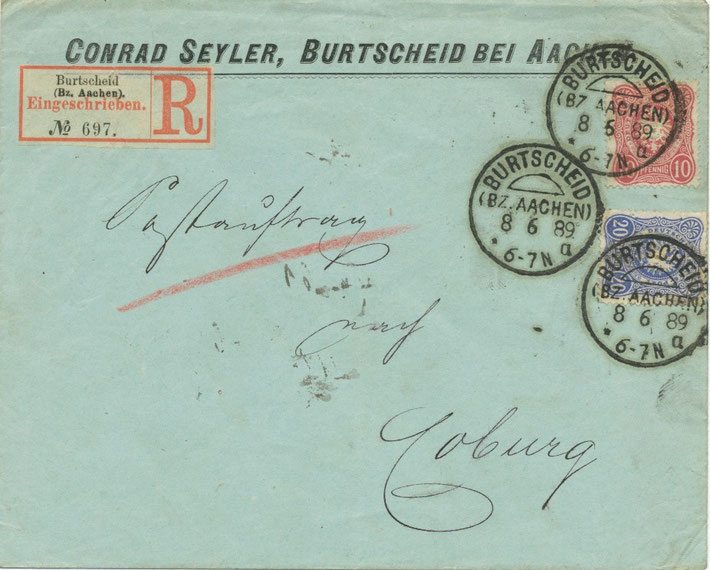 CONRAD SEYLER, BURTSCHEID BEI AACHEN
Burtscheid
(Bz. Aachen).
Eingeschrieben.
№ 697.
R
BURTSCHEID
(BZ. AACHEN)
8 6 89
* 6-7N a
10
PFENNIG
BURTSCHEID
(BZ. AACHEN)
8 6 89
* 6-7N a
20
BURTSCHEID
(BZ. AACHEN)
8 6 89
* 6-7N a
Postauftrag
nach
Coburg